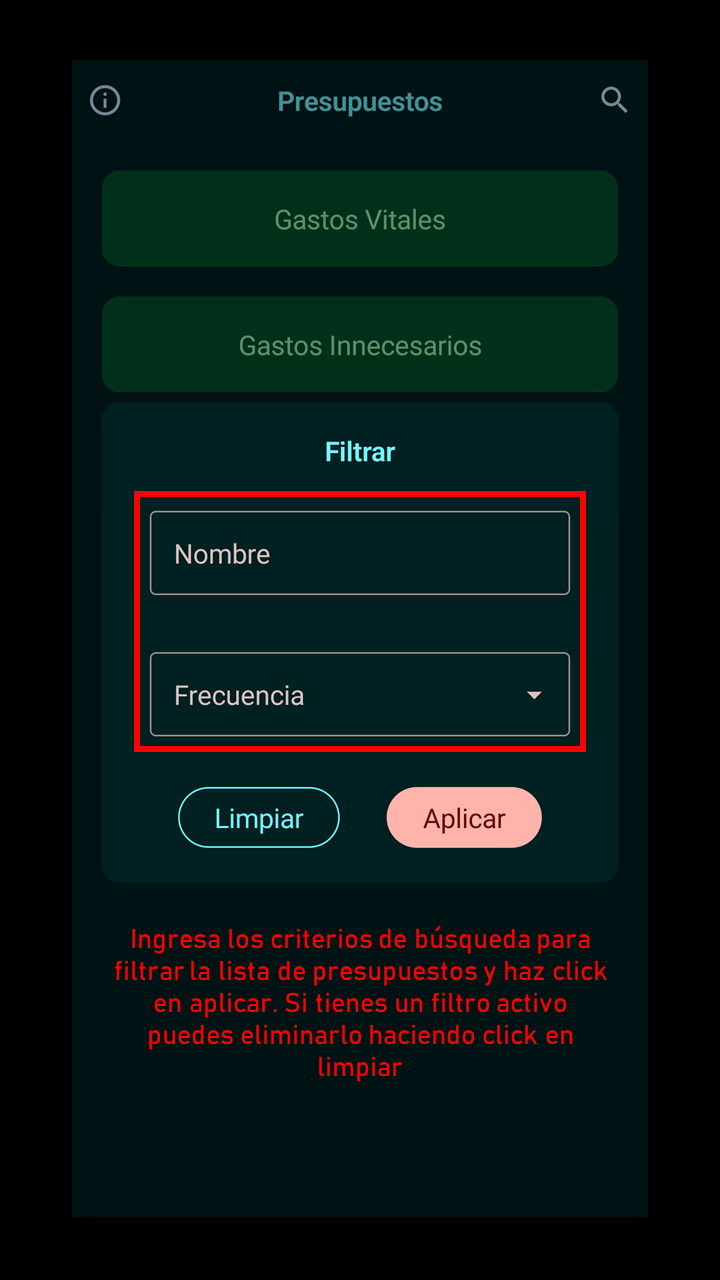 Presupuestos
Gastos Vitales
Gastos Innecesarios
Filtrar
Nombre
Frecuencia
Limpiar
Aplicar
Ingresa los criterios de búsqueda para
filtrar la lista de presupuestos y haz click
en aplicar. Si tienes un filtro activo
puedes eliminarlo haciendo click en
limpiar